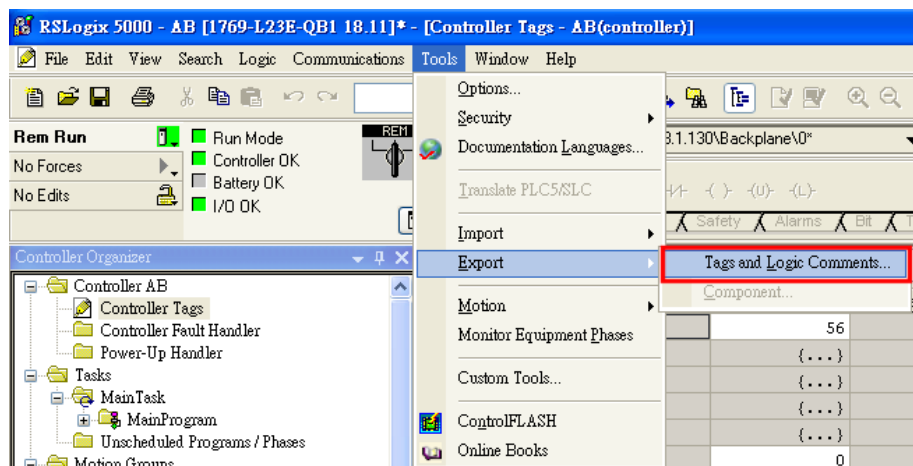 RSLogix 5000 - AB [1769-L23E-QB1 18.11]* - [Controller Tags - AB(controller)]
File Edit View Search Logic Communications Tools Window Help
Rem Run
No Forces
No Edits
Run Mode
Controller OK
Battery OK
I/O OK
REM
3.1.130\Backplane\0*
Safety Alarms Bit
Controller Organizer
Controller AB
Controller Tags
Controller Fault Handler
Power-Up Handler
Tasks
MainTask
MainProgram
Unscheduled Programs / Phases
Motion Groups
Options...
Security
Documentation Languages...
Translate PLC5/SLC
Import
Export
Motion
Monitor Equipment Phases
Custom Tools...
ControlFLASH
Online Books
Tags and Logic Comments...
Component...
56
{...}
{...}
{...}
{...}
0